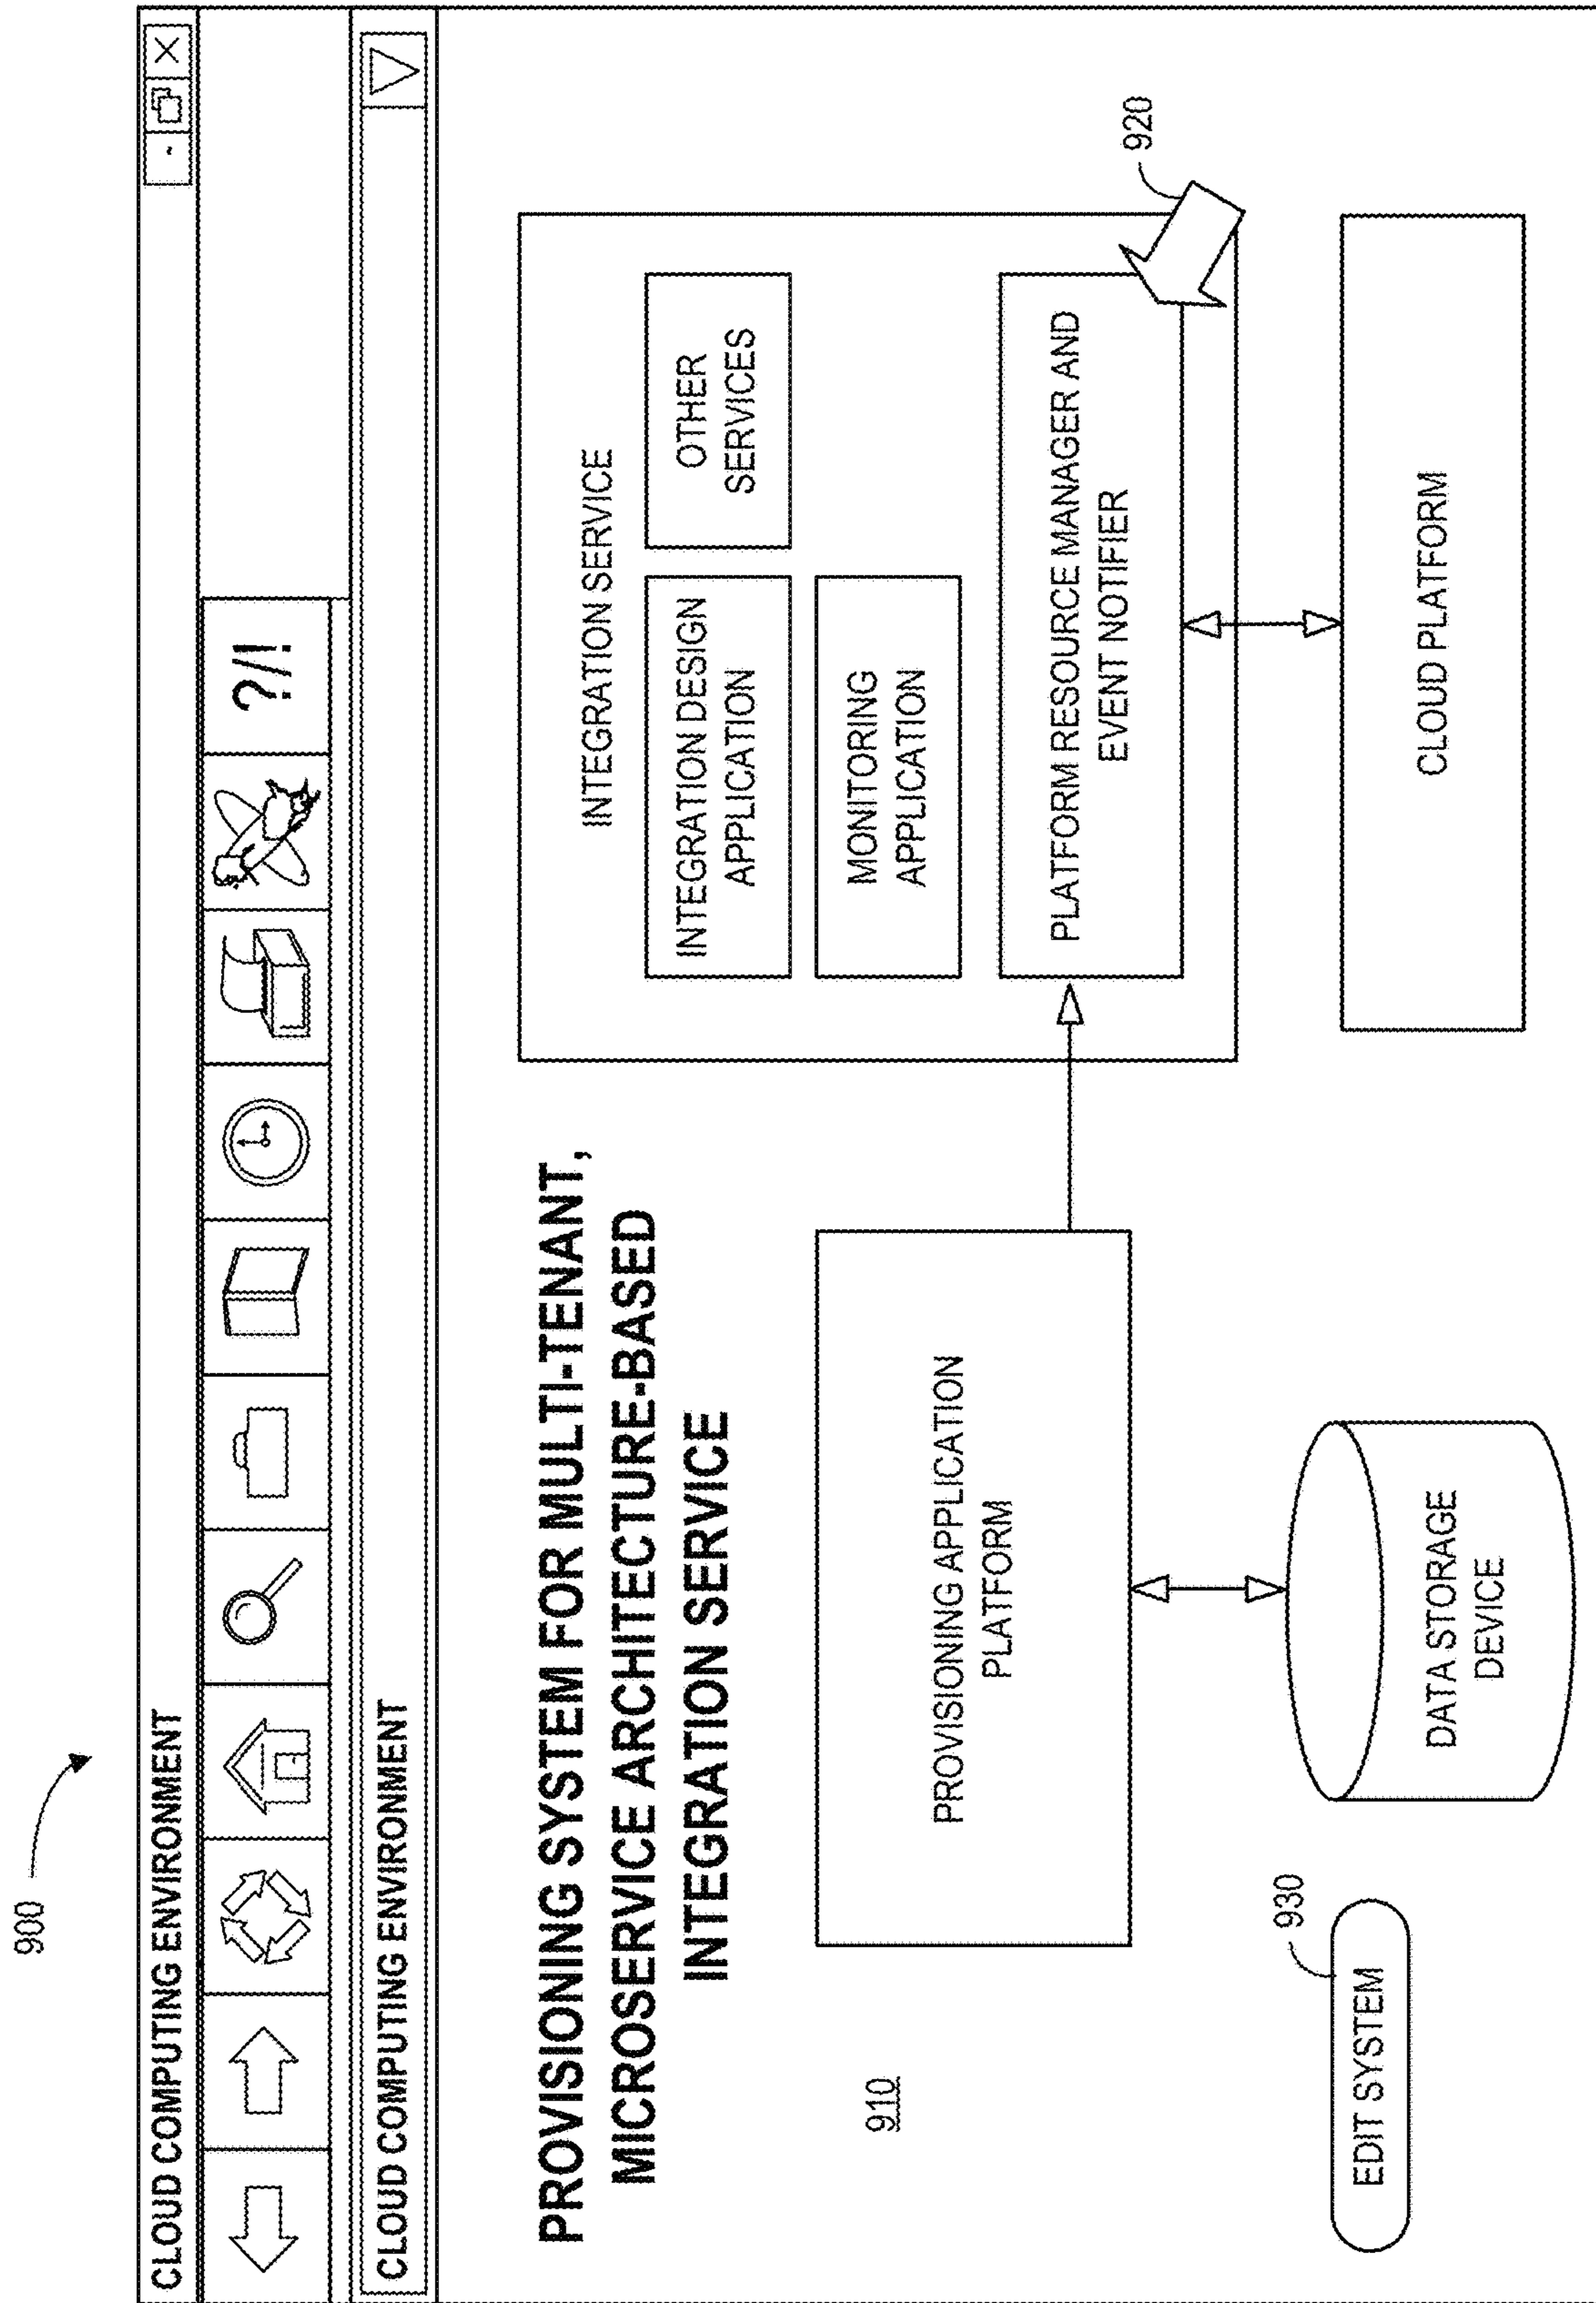 900
CLOUD COMPUTING ENVIRONMENT
- X
?/!
CLOUD COMPUTING ENVIRONMENT
PROVISIONING SYSTEM FOR MULTI-TENANT,
MICROSERVICE ARCHITECTURE-BASED
INTEGRATION SERVICE
910
PROVISIONING APPLICATION
PLATFORM
DATA STORAGE
DEVICE
930
EDIT SYSTEM
INTEGRATION SERVICE
INTEGRATION DESIGN
APPLICATION
OTHER
SERVICES
MONITORING
APPLICATION
PLATFORM RESOURCE MANAGER AND
EVENT NOTIFIER
920
CLOUD PLATFORM